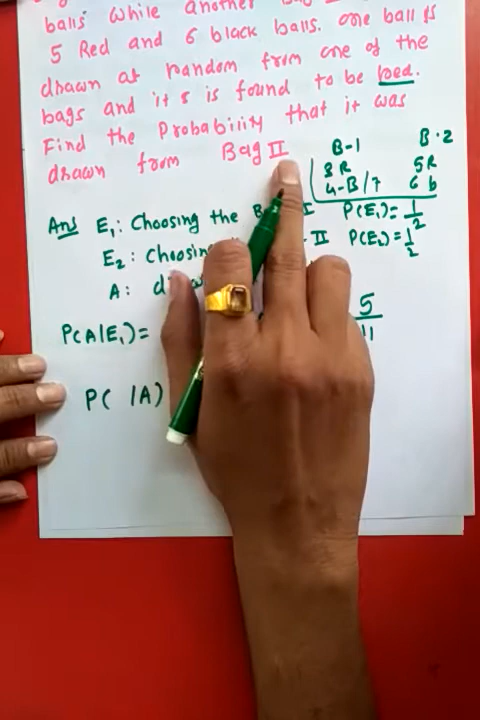 balls while another
5 Red and 6 black balls. one ball is
drawn at random from one of the
bags and it s is found to be Red.
Find the Probability that it was
drawn from Bag II
B-1 B-2
3R 5R
4-B/7 6 b
Ans E₁: Choosing the B I P(E₁)=1/2
E₂: Choosing II P(E₂)=1/2
A:
P(A|E₁)= 5/11
P( |A)